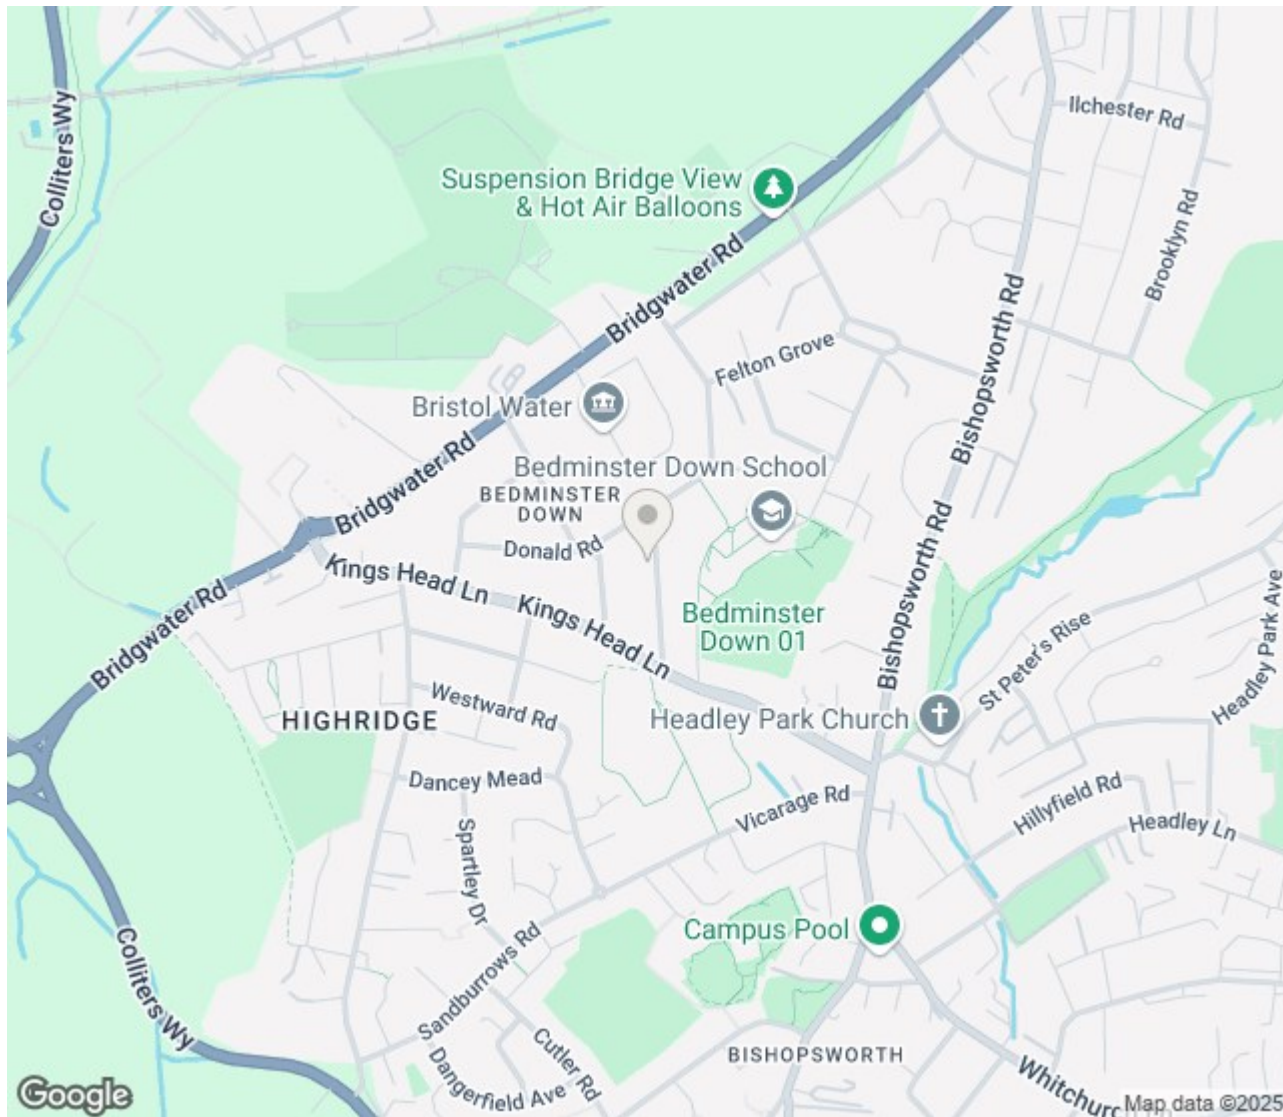 Colliters Wy
Ilchester Rd
Suspension Bridge View
& Hot Air Balloons
Brooklyn Rd
Bridgwater Rd
Bishopsworth Rd
Felton Grove
Bristol Water
Bridgwater Rd
Bedminster Down School
BEDMINSTER
DOWN
Donald Rd
Kings Head Ln
Kings Head Ln
Bishopsworth Rd
Bridgwater Rd
Bedminster
Down 01
St Peter's Rise
Headley Park Ave
Westward Rd
HIGHRIDGE
Headley Park Church
Dancey Mead
Vicarage Rd
Hillyfield Rd
Headley Ln
Spartley Dr
Campus Pool
Colliters Wy
Sandburrows Rd
Cutler Rd
Dangerfield Ave
BISHOPSWORTH
Google
Map data ©2025